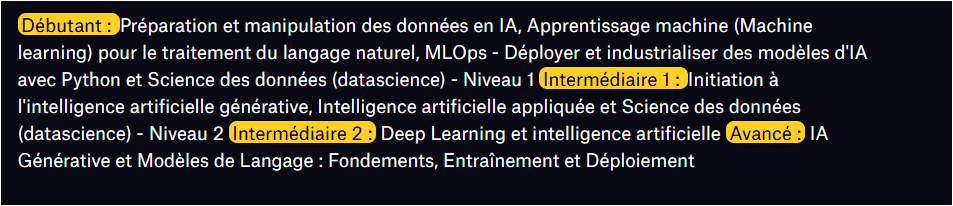 Débutant : Préparation et manipulation des données en IA, Apprentissage machine (Machine
learning) pour le traitement du langage naturel, MLOps - Déployer et industrialiser des modèles d'IA
avec Python et Science des données (datascience) - Niveau 1 Intermédiaire 1 : Initiation à
l'intelligence artificielle générative, Intelligence artificielle appliquée et Science des données
(datascience) - Niveau 2 Intermédiaire 2 : Deep Learning et intelligence artificielle Avancé : IA
Générative et Modèles de Langage : Fondements, Entraînement et Déploiement